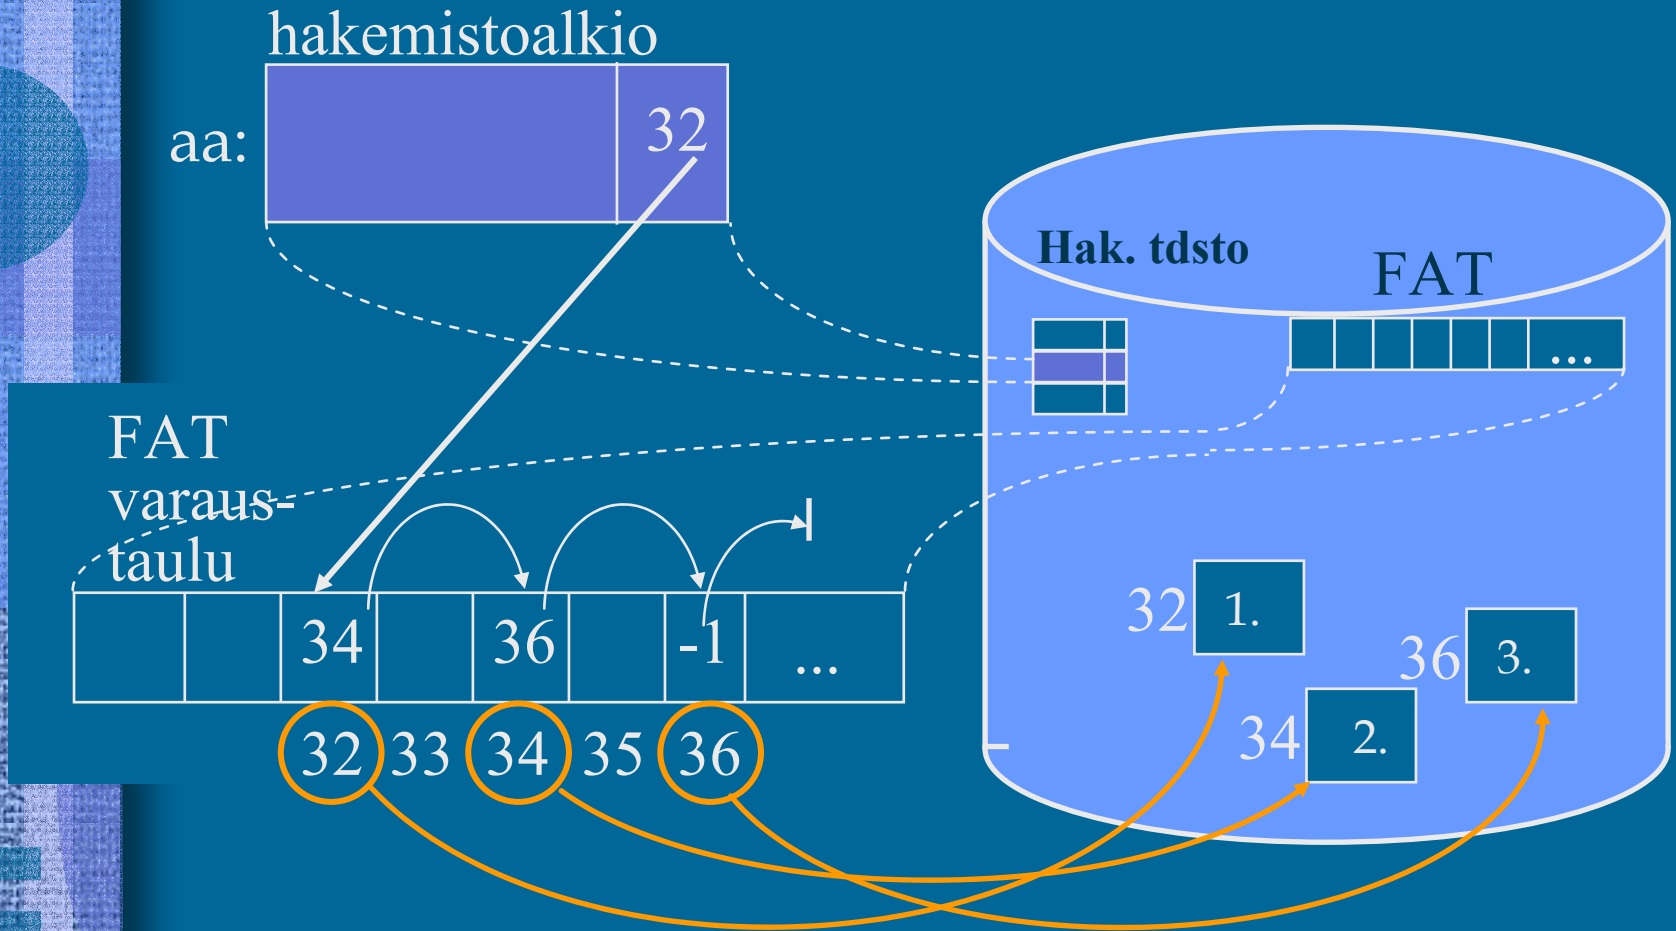 hakemistoalkio
aa:
32
Hak. tdsto
FAT
...
FAT
varaus-
taulu
34 36 -1 ...
32 33 34 35 36
32 1.
36 3.
34 2.